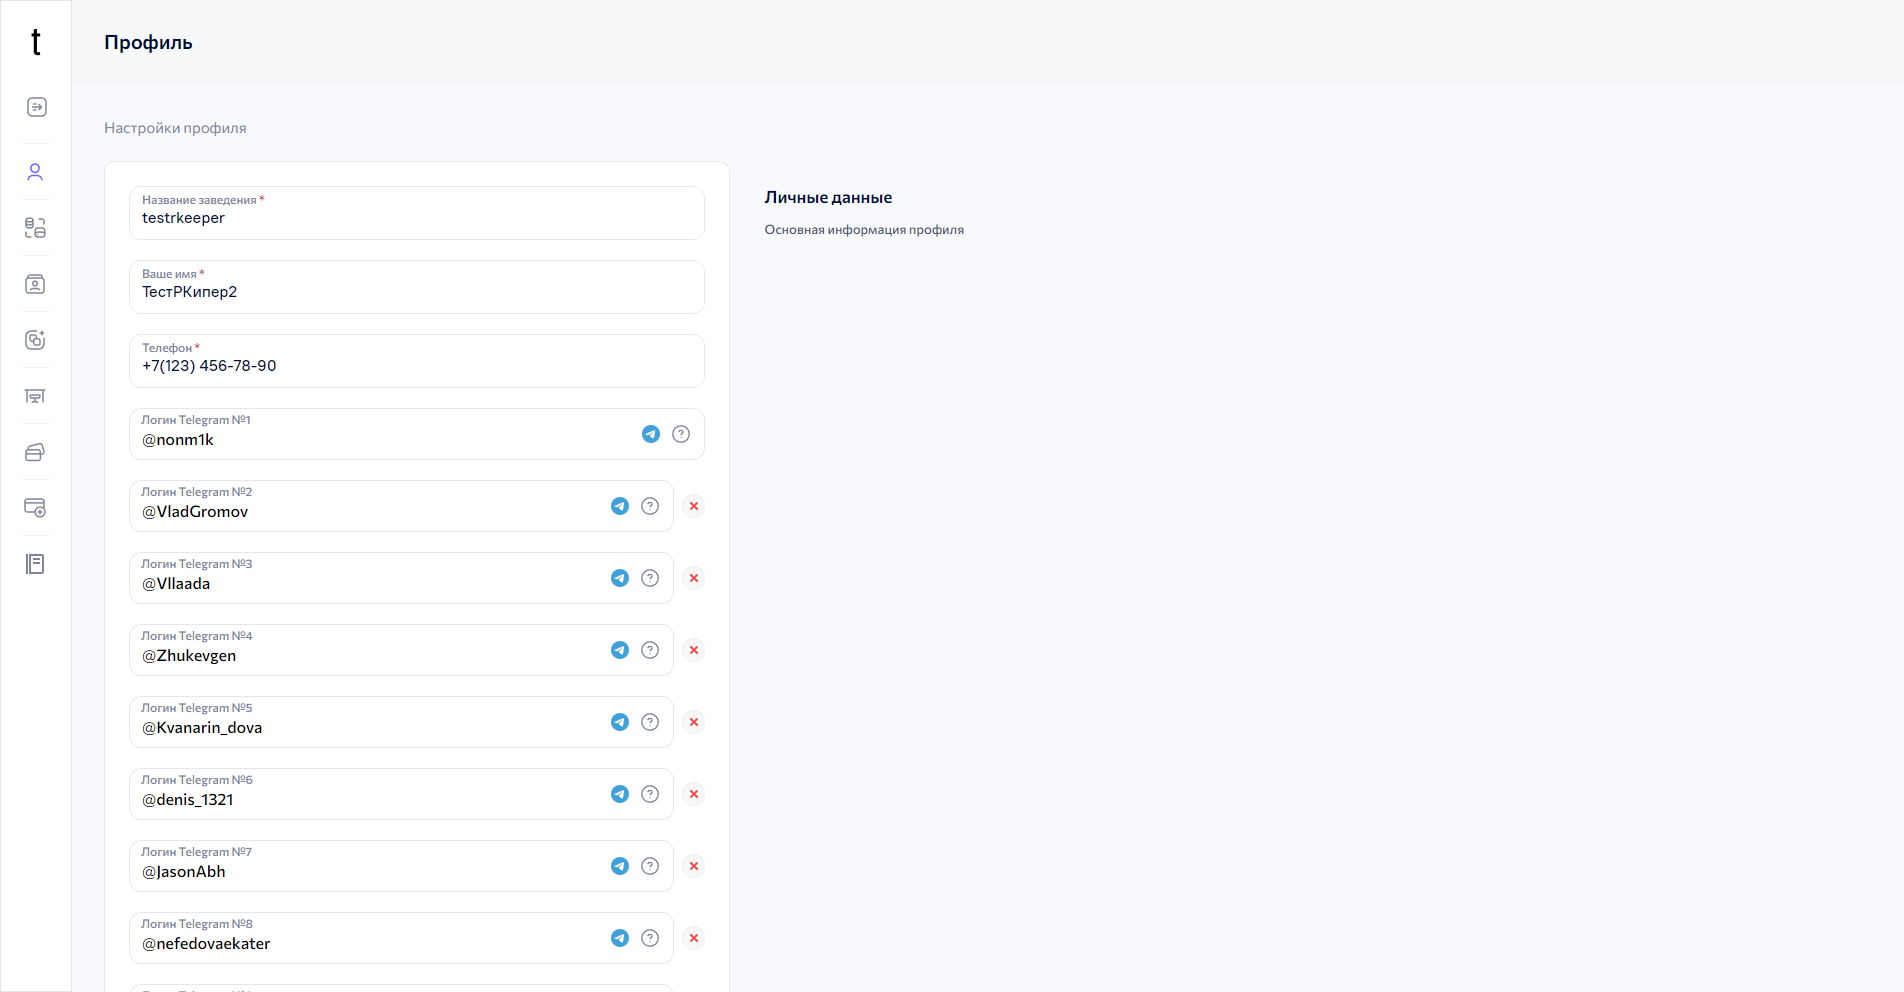 t
Профиль
Настройки профиля
Название заведения *
testrkeeper
Ваше имя *
ТестРКипер2
Телефон *
+7(123) 456-78-90
Логин Telegram №1
@nonm1k
Логин Telegram №2
@VladGromov
Логин Telegram №3
@Vllaada
Логин Telegram №4
@Zhukevgen
Логин Telegram №5
@Kvanarin_dova
Логин Telegram №6
@denis_1321
Логин Telegram №7
@JasonAbh
Логин Telegram №8
@nefedovaekater
Личные данные
Основная информация профиля